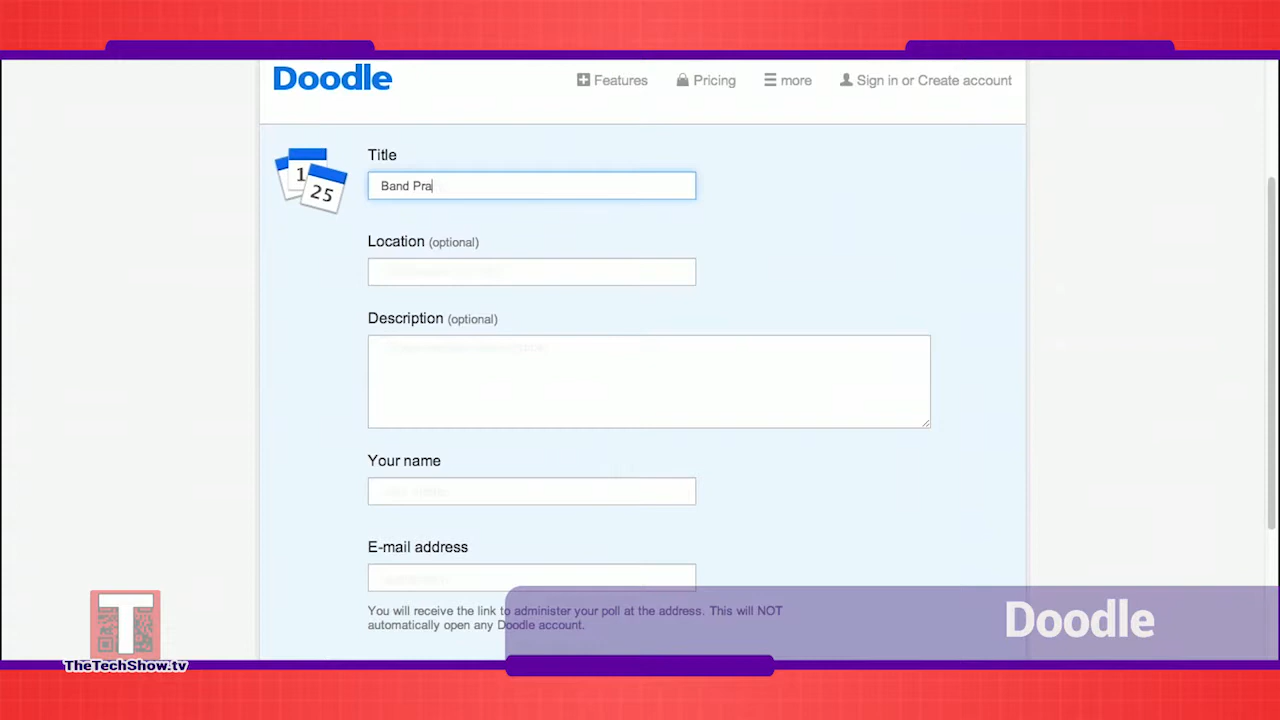 Doodle
Features
Pricing
more
Sign in or Create account
1
25
Title
Band Pra
Location (optional)
Description (optional)
Your name
E-mail address
You will receive the link to administer your poll at the address. This will NOT
automatically open any Doodle account.
Doodle
T
TheTechShow.tv